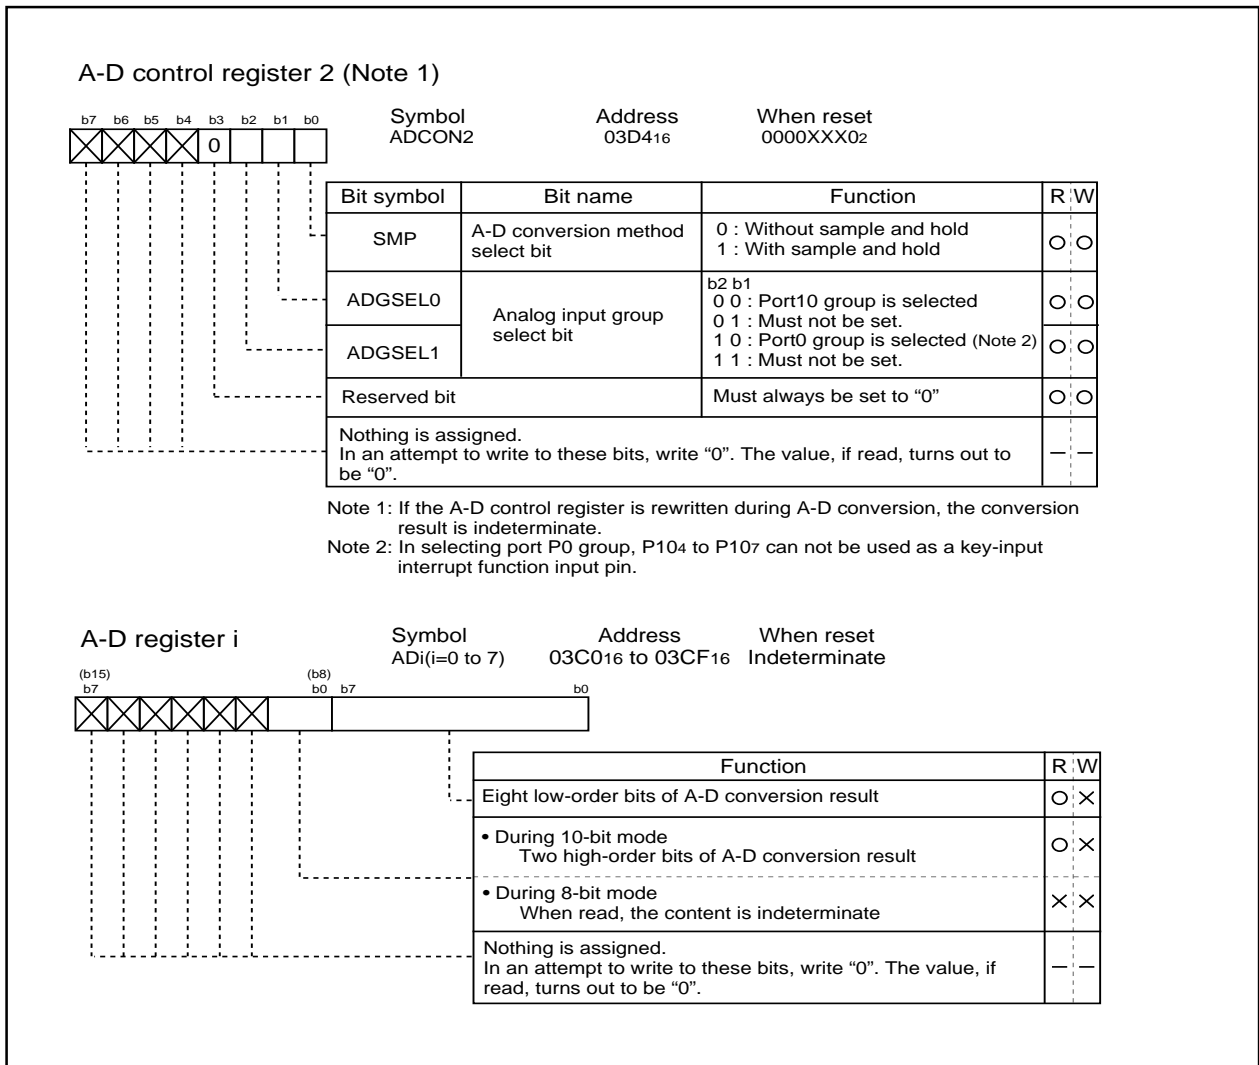 A-D control register 2 (Note 1)
b7 b6 b5 b4 b3 b2 b1 b0
0
Symbol Address When reset
ADCON2 03D416 0000XXX02
Bit symbol Bit name Function R W
SMP A-D conversion method select bit 0 : Without sample and hold
1 : With sample and hold
ADGSEL0 Analog input group select bit b2 b1
0 0 : Port10 group is selected
0 1 : Must not be set.
ADGSEL1 1 0 : Port0 group is selected (Note 2)
1 1 : Must not be set.
Reserved bit Must always be set to “0”
Nothing is assigned.
In an attempt to write to these bits, write “0”. The value, if read, turns out to
be “0”.
Note 1: If the A-D control register is rewritten during A-D conversion, the conversion
result is indeterminate.
Note 2: In selecting port P0 group, P104 to P107 can not be used as a key-input
interrupt function input pin.
A-D register i
Symbol Address When reset
ADi(i=0 to 7) 03C016 to 03CF16 Indeterminate
(b15) (b8)
b7 b0 b7 b0
Function R W
Eight low-order bits of A-D conversion result
• During 10-bit mode
Two high-order bits of A-D conversion result
• During 8-bit mode
When read, the content is indeterminate
Nothing is assigned.
In an attempt to write to these bits, write “0”. The value, if
read, turns out to be “0”.